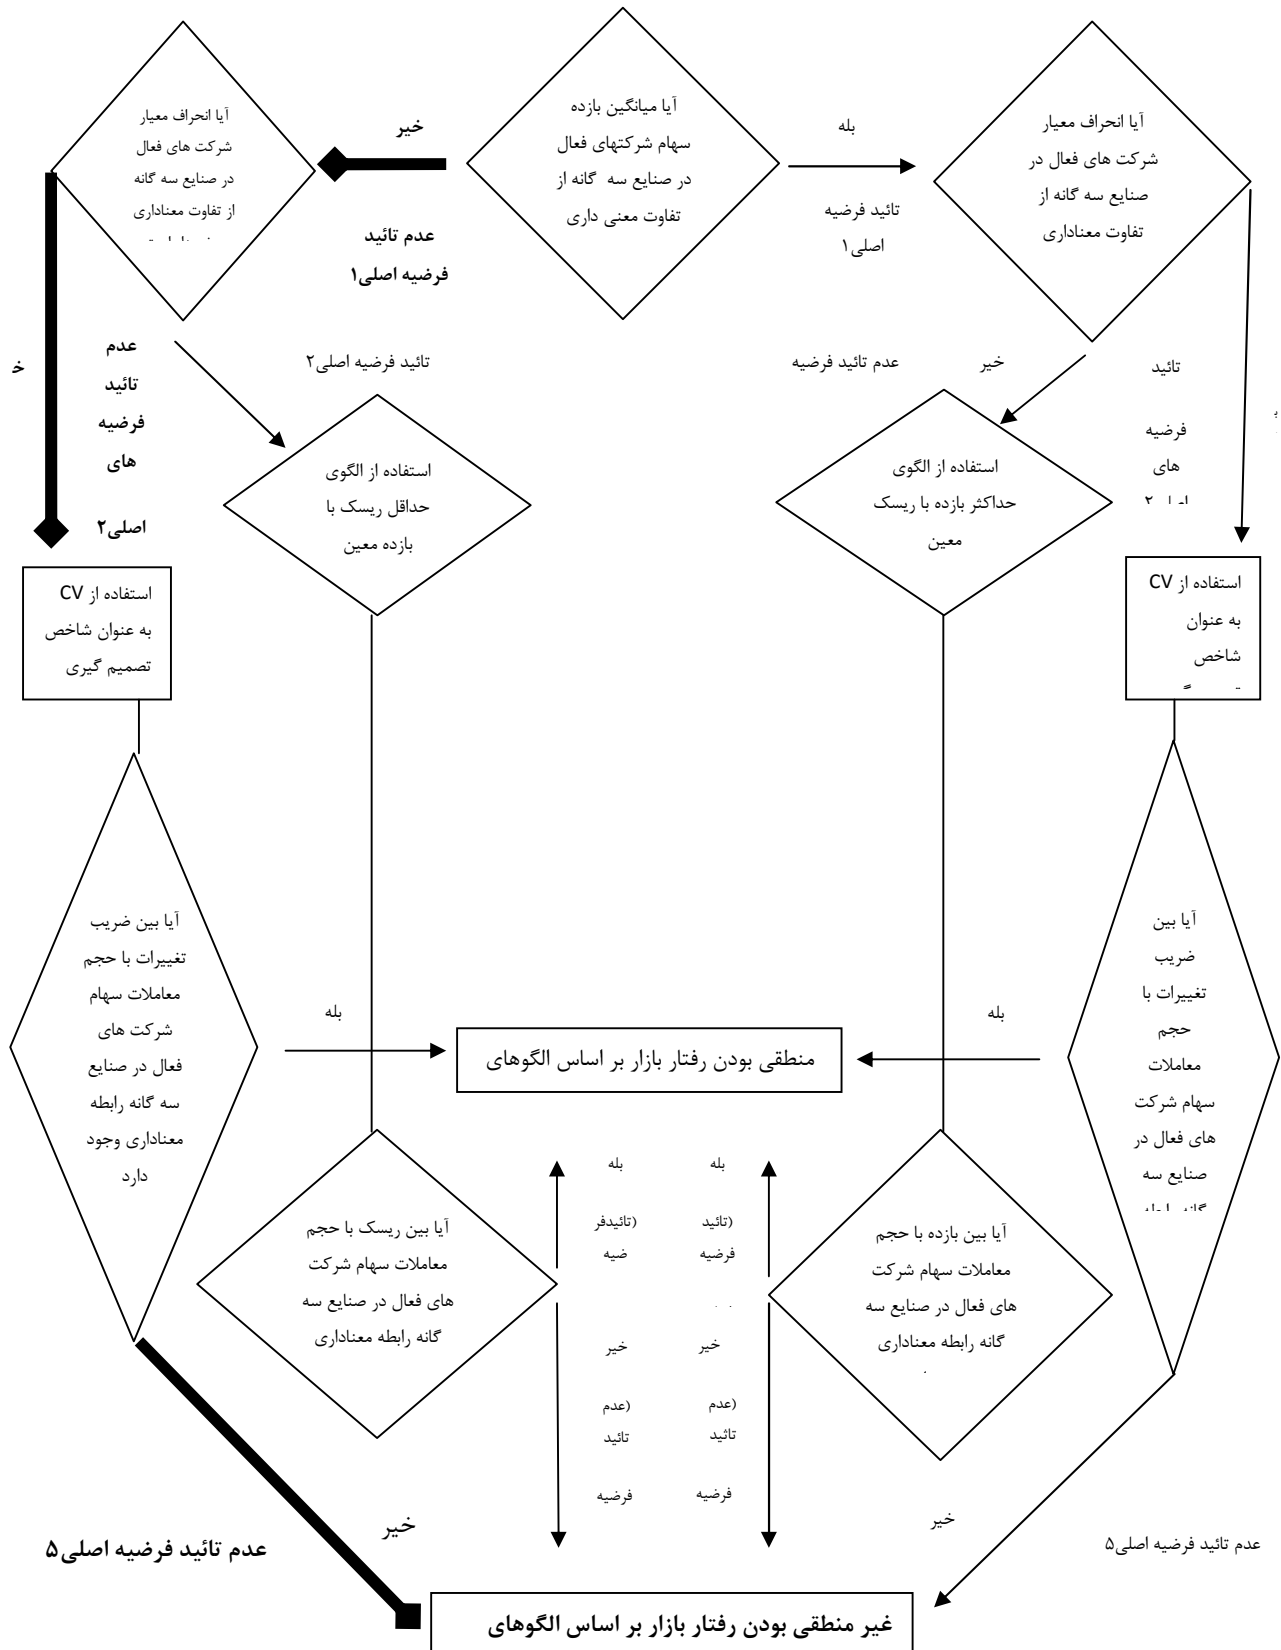 آیا میانگین بازده
سهام شرکتهای فعال
در صنایع سه گانه از
تفاوت معنی داری
بله
تائید فرضیه
اصلی۱
آیا انحراف معیار
شرکت های فعال در
صنایع سه گانه از
تفاوت معناداری
خیر
عدم تائید
فرضیه اصلی۱
آیا انحراف معیار
شرکت های فعال
در صنایع سه گانه
از تفاوت معناداری
تائید
فرضیه
های
خیر
عدم تائید فرضیه
تائید فرضیه اصلی۲
عدم
تائید
فرضیه
های
اصلی۲
استفاده از الگوی
حداکثر بازده با ریسک
معین
استفاده از الگوی
حداقل ریسک با
بازده معین
استفاده از CV
به عنوان
شاخص
استفاده از CV
به عنوان شاخص
تصمیم گیری
آیا بین
ضریب
تغییرات با
حجم
معاملات
سهام شرکت
های فعال در
صنایع سه
آیا بین ضریب
تغییرات با حجم
معاملات سهام
شرکت های
فعال در صنایع
سه گانه رابطه
معناداری وجود
دارد
بله
بله
منطقی بودن رفتار بازار بر اساس الگوهای
آیا بین بازده با حجم
معاملات سهام شرکت
های فعال در صنایع سه
گانه رابطه معناداری
بله
(تائید
فرضیه
خیر
(عدم
تائید
فرضیه
بله
(تائیدفر
ضیه
خیر
(عدم
تائید
فرضیه
آیا بین ریسک با حجم
معاملات سهام شرکت
های فعال در صنایع سه
گانه رابطه معناداری
خیر
عدم تائید فرضیه اصلی۵
خیر
عدم تائید فرضیه اصلی۵
غیر منطقی بودن رفتار بازار بر اساس الگوهای